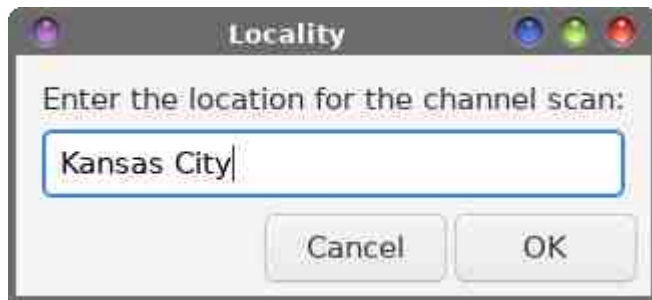 Locality
Enter the location for the channel scan:
Kansas City
Cancel OK